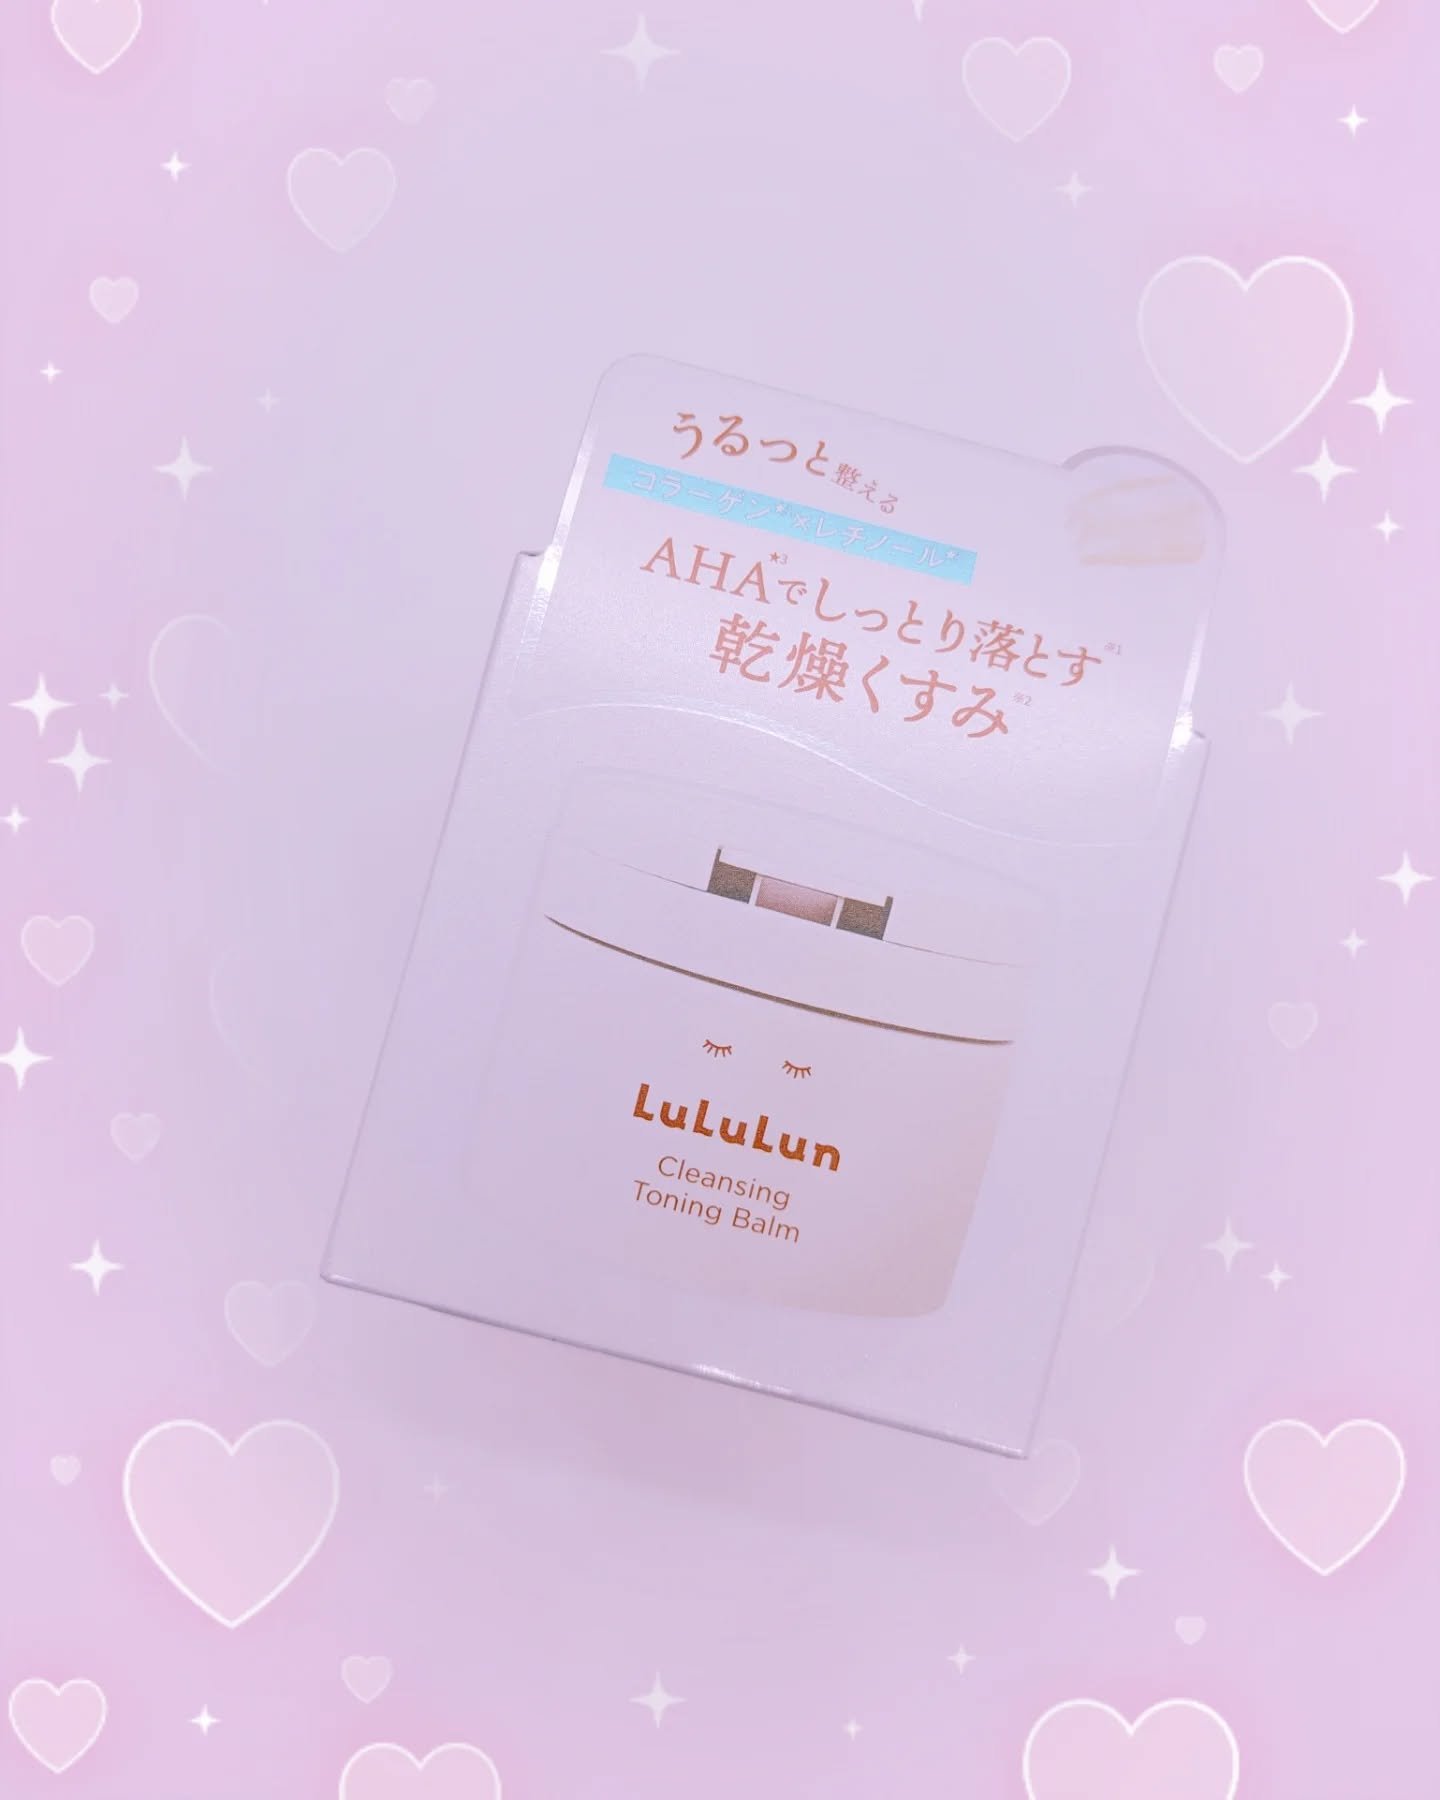 うるっと整える
コラーゲン×レチノール
AHA★3でしっとり落とす※1
乾燥くすみ※2
LuLuLun
Cleansing
Toning Balm